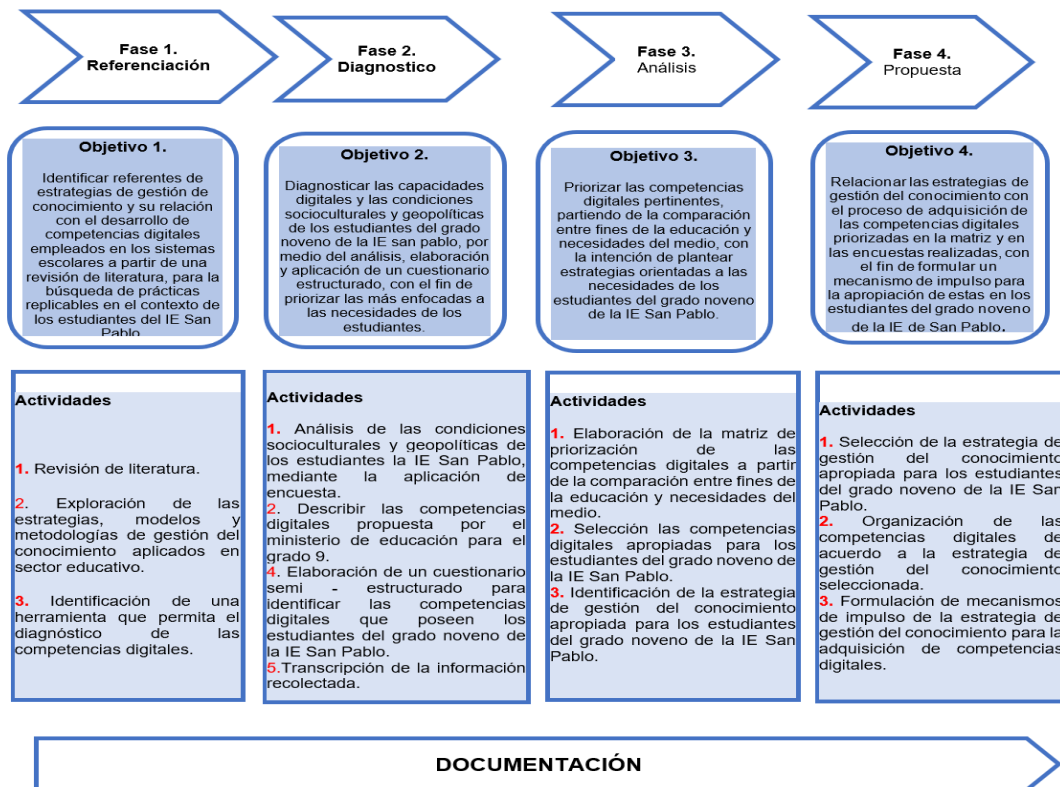 Fase 1.
Referenciación
Fase 2.
Diagnostico
Fase 3.
Análisis
Fase 4.
Propuesta
Objetivo 1.
Identificar referentes de
estrategias de gestión de
conocimiento y su relación
con el desarrollo de
competencias digitales
empleados en los sistemas
escolares a partir de una
revisión de literatura, para la
búsqueda de prácticas
replicables en el contexto de
los estudiantes del IE San
Pablo
Objetivo 2.
Diagnosticar las capacidades
digitales y las condiciones
socioculturales y geopolíticas
de los estudiantes del grado
noveno de la IE san pablo, por
medio del análisis, elaboración
y aplicación de un cuestionario
estructurado, con el fin de
priorizar las más enfocadas a
las necesidades de los
estudiantes.
Objetivo 3.
Priorizar las competencias
digitales pertinentes,
partiendo de la comparación
entre fines de la educación y
necesidades del medio, con
la intención de plantear
estrategias orientadas a las
necesidades de los
estudiantes del grado noveno
de la IE San Pablo.
Objetivo 4.
Relacionar las estrategias de
gestión del conocimiento con
el proceso de adquisición de
las competencias digitales
priorizadas en la matriz y en
las encuestas realizadas, con
el fin de formular un
mecanismo de impulso para
la apropiación de estas en los
estudiantes del grado noveno
de la IE de San Pablo.
Actividades
1. Revisión de literatura.
2. Exploración de las
estrategias, modelos y
metodologías de gestión del
conocimiento aplicados en
sector educativo.
3. Identificación de una
herramienta que permita el
diagnóstico de las
competencias digitales.
Actividades
1. Análisis de las condiciones
socioculturales y geopolíticas de
los estudiantes la IE San Pablo,
mediante la aplicación de
encuesta.
2. Describir las competencias
digitales propuesta por el
ministerio de educación para el
grado 9.
4. Elaboración de un cuestionario
semi - estructurado para
identificar las competencias
digitales que poseen los
estudiantes del grado noveno de
la IE San Pablo.
5.Transcripción de la información
recolectada.
Actividades
1. Elaboración de la matriz de
priorización de las
competencias digitales a partir
de la comparación entre fines de
la educación y necesidades del
medio.
2. Selección las competencias
digitales apropiadas para los
estudiantes del grado noveno de
la IE San Pablo.
3. Identificación de la estrategia
de gestión del conocimiento
apropiada para los estudiantes
del grado noveno de la IE San
Pablo.
Actividades
1. Selección de la estrategia de
gestión del conocimiento
apropiada para los estudiantes
del grado noveno de la IE San
Pablo.
2. Organización de las
competencias digitales de
acuerdo a la estrategia de
gestión del conocimiento
seleccionada.
3. Formulación de mecanismos
de impulso de la estrategia de
gestión del conocimiento para la
adquisición de competencias
digitales.
DOCUMENTACIÓN